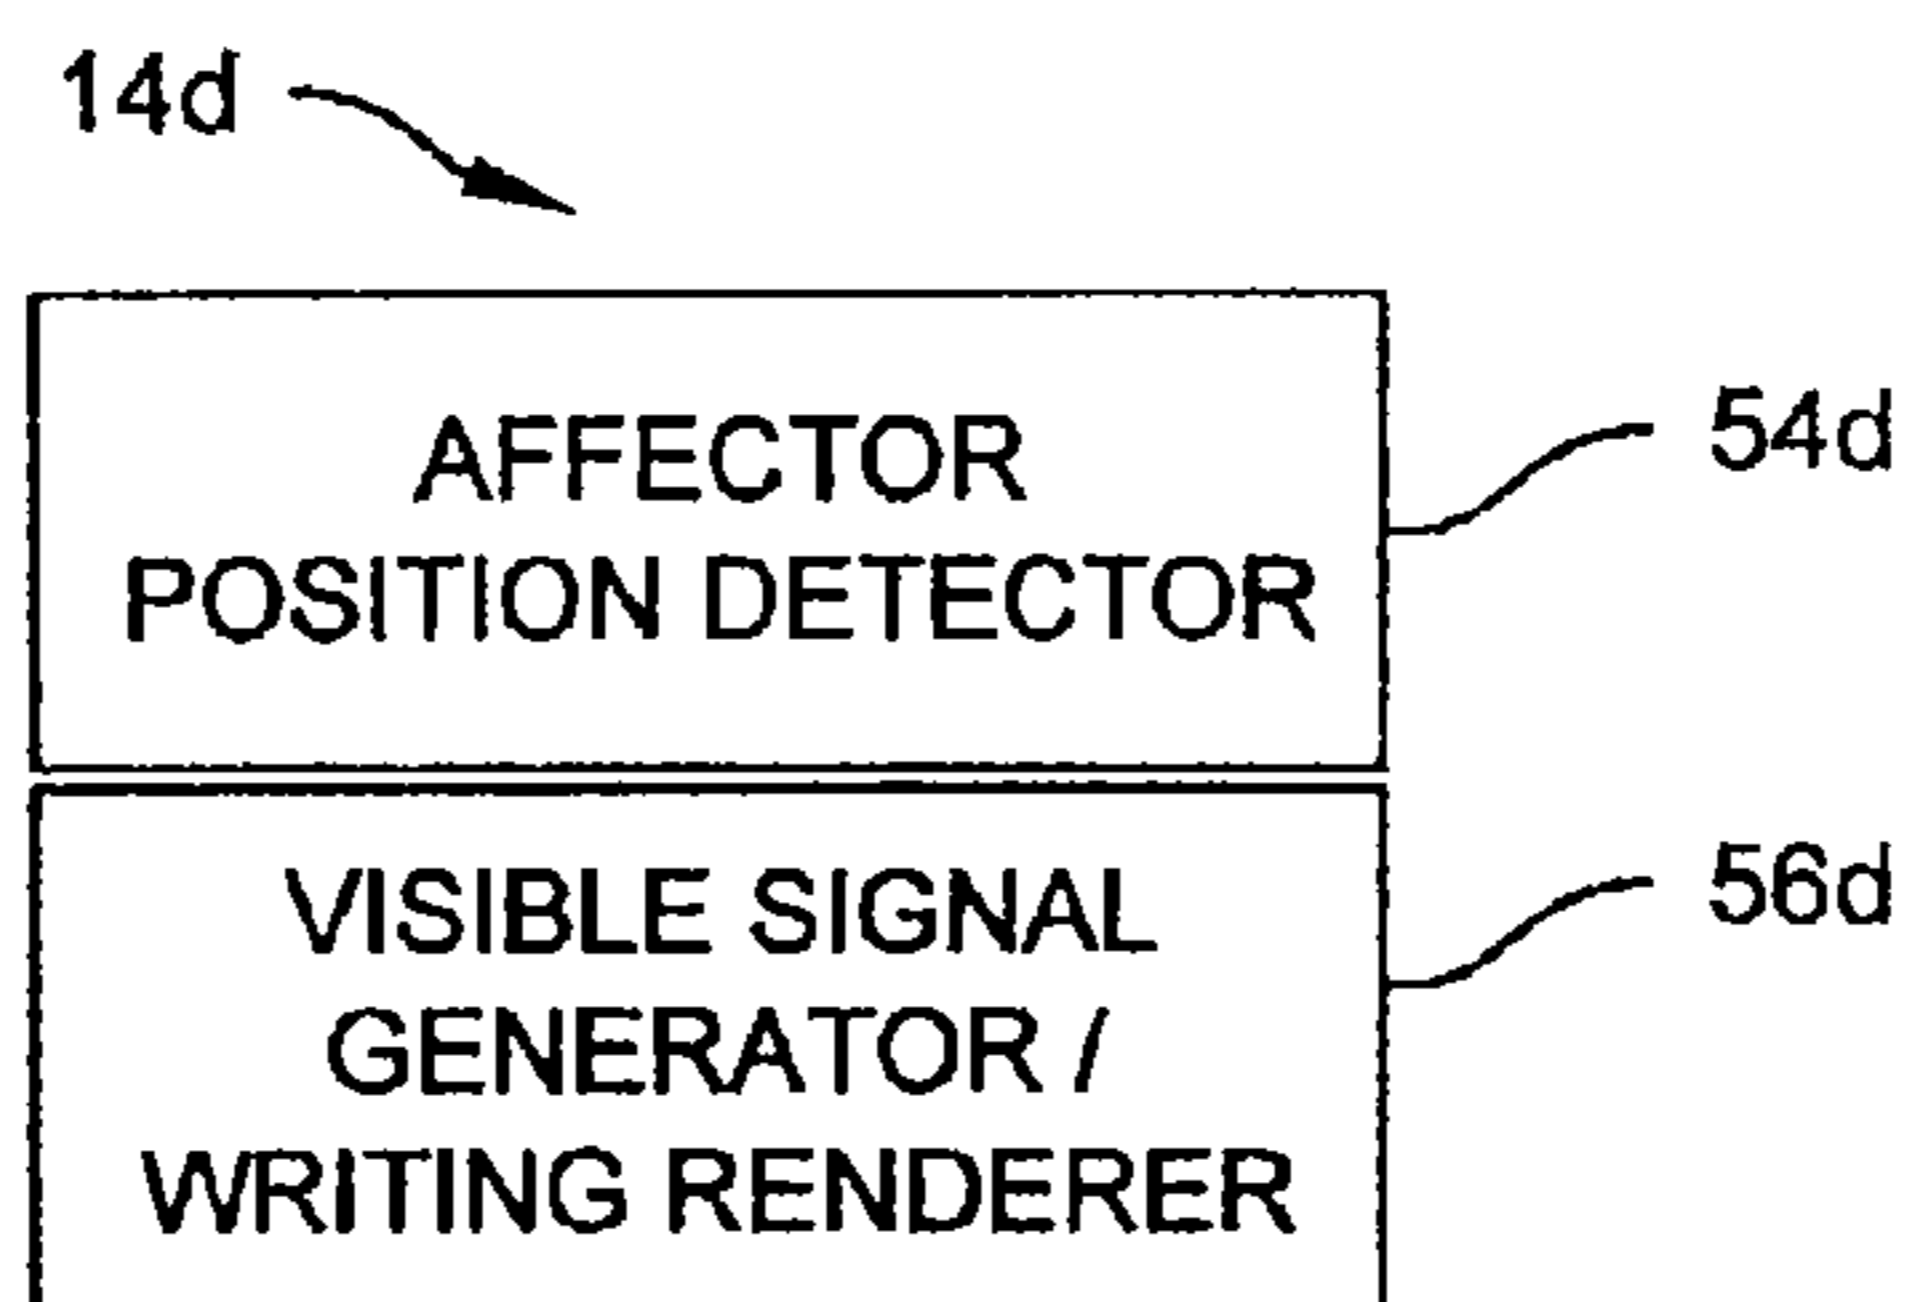 14d
AFFECTOR
POSITION DETECTOR
54d
VISIBLE SIGNAL
GENERATOR /
WRITING RENDERER
56d